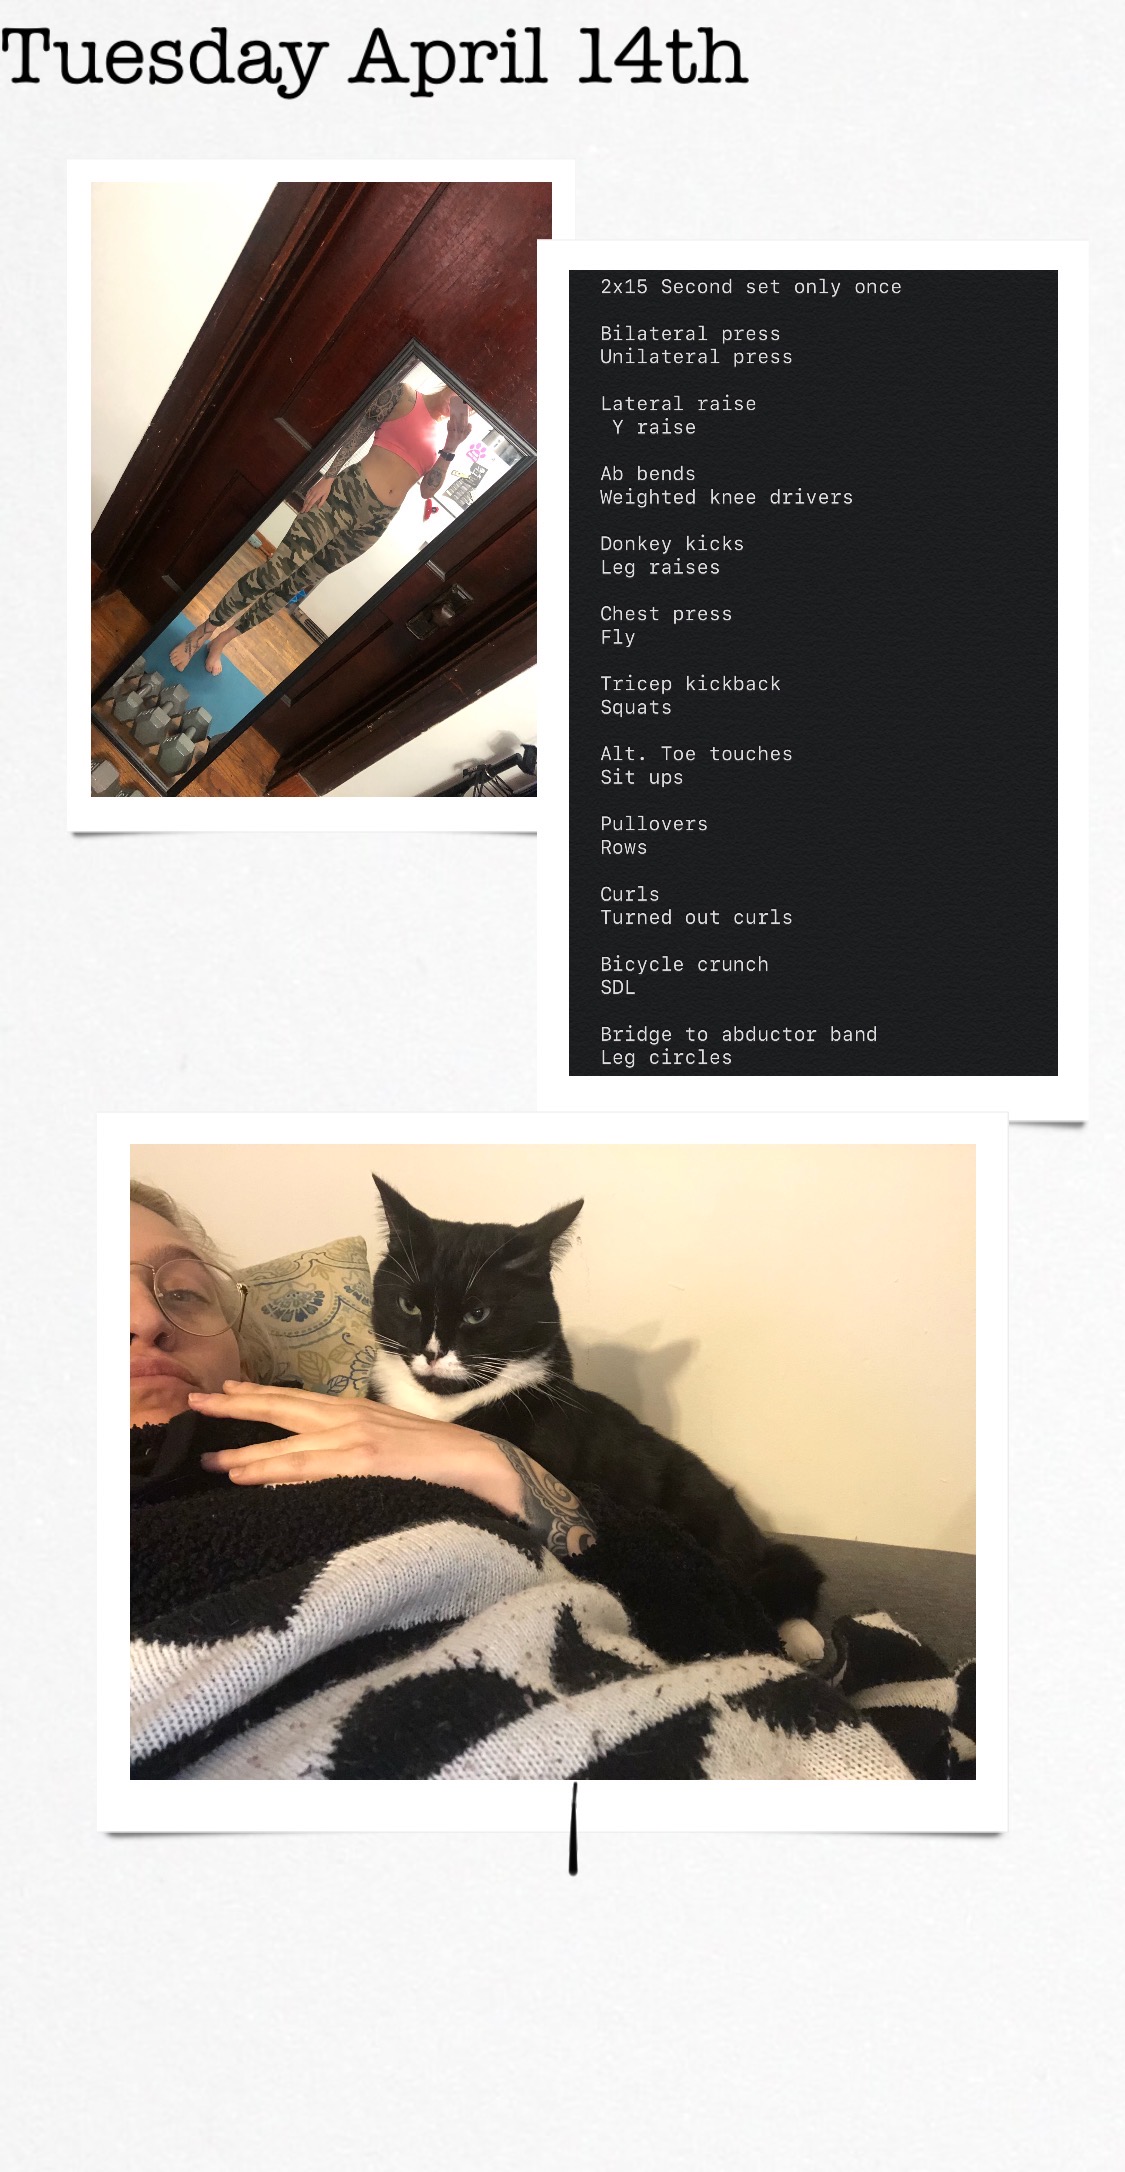 Tuesday April 14th
2x15 Second set only once
Bilateral press
Unilateral press
Lateral raise
Y raise
Ab bends
Weighted knee drivers
Donkey kicks
Leg raises
Chest press
Fly
Tricep kickback
Squats
Alt. Toe touches
Sit ups
Pullovers
Rows
Curls
Turned out curls
Bicycle crunch
SDL
Bridge to abductor band
Leg circles